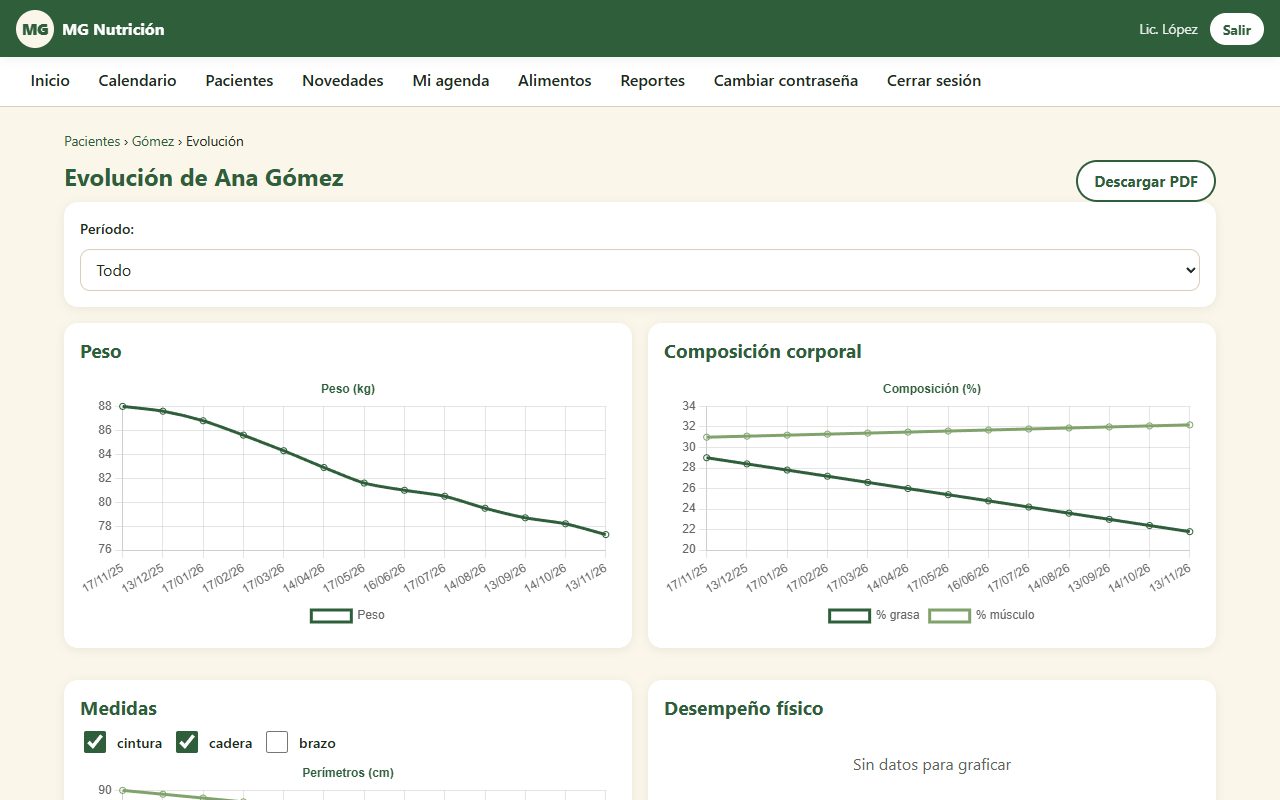 MG MG Nutrición
Lic. López Salir
Inicio Calendario Pacientes Novedades Mi agenda Alimentos Reportes Cambiar contraseña Cerrar sesión
Pacientes › Gómez › Evolución
Evolución de Ana Gómez
Descargar PDF
Período:
Todo
Peso
Peso (kg)
88
86
84
82
80
78
76
17/11/25 13/12/25 17/01/26 17/02/26 17/03/26 14/04/26 17/05/26 16/06/26 17/07/26 14/08/26 13/09/26 14/10/26 13/11/26
Peso
Composición corporal
Composición (%)
34
32
30
28
26
24
22
20
17/11/25 13/12/25 17/01/26 17/02/26 17/03/26 14/04/26 17/05/26 16/06/26 17/07/26 14/08/26 13/09/26 14/10/26 13/11/26
% grasa % músculo
Medidas
cintura cadera brazo
Perímetros (cm)
90
Desempeño físico
Sin datos para graficar